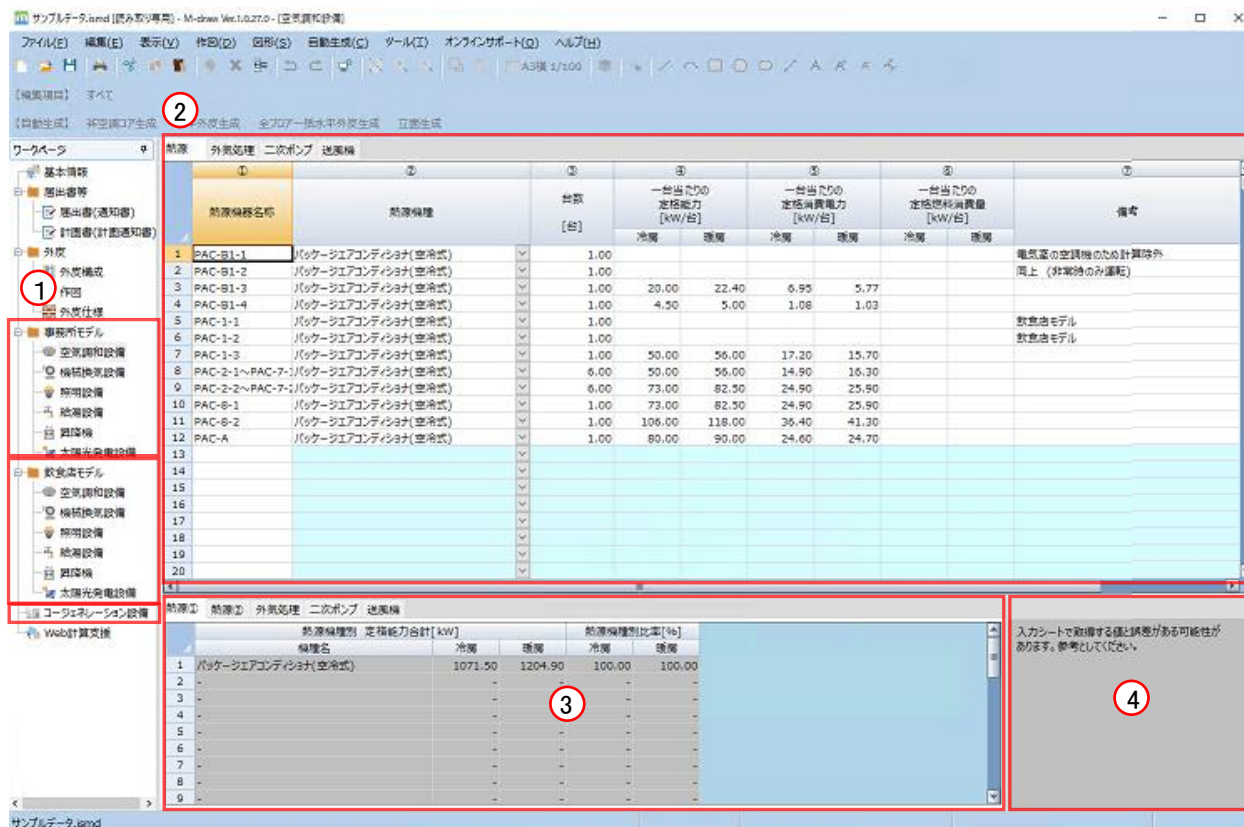 サンプルデータ.ismd [読み取り専用] - M-draw Ver.1.0.27.0 - [空気調和設備]
ファイル(F) 編集(E) 表示(V) 作図(D) 図形(S) 自動生成(C) ツール(T) オンラインサポート(O) ヘルプ(H)
A3横 1/100
【編集項目】 すべて
②
【自動生成】 非空調コア生成 外皮生成 全フロア一括水平外皮生成 立面生成
ワークページ
基本情報
届出書等
届出書(通知書)
計画書(計画通知書)
外皮
外皮構成
①
作図
外皮仕様
事務所モデル
空気調和設備
機械換気設備
照明設備
給湯設備
昇降機
太陽光発電設備
飲食店モデル
空気調和設備
機械換気設備
照明設備
給湯設備
昇降機
太陽光発電設備
コージェネレーション設備
Web計算支援
熱源 外気処理 二次ポンプ 送風機
① ② ③ ④ ⑤ ⑥ ⑦
熱源機器名称 熱源機種 台数 [台] 一台当たりの定格能力 [kW/台] 一台当たりの定格消費電力 [kW/台] 一台当たりの定格燃料消費量 [kW/台] 備考
冷房 暖房 冷房 暖房 冷房 暖房
1 PAC-B1-1 パッケージエアコンディショナ(空冷式) 1.00 電気室の空調機のため計算除外
2 PAC-B1-2 パッケージエアコンディショナ(空冷式) 1.00 同上 (非常時のみ運転)
3 PAC-B1-3 パッケージエアコンディショナ(空冷式) 1.00 20.00 22.40 6.95 5.77
4 PAC-B1-4 パッケージエアコンディショナ(空冷式) 1.00 4.50 5.00 1.08 1.03
5 PAC-1-1 パッケージエアコンディショナ(空冷式) 1.00 飲食店モデル
6 PAC-1-2 パッケージエアコンディショナ(空冷式) 1.00 飲食店モデル
7 PAC-1-3 パッケージエアコンディショナ(空冷式) 1.00 50.00 56.00 17.20 15.70
8 PAC-2-1～PAC-7-1 パッケージエアコンディショナ(空冷式) 6.00 50.00 56.00 14.90 16.30
9 PAC-2-2～PAC-7-2 パッケージエアコンディショナ(空冷式) 6.00 73.00 82.50 24.90 25.90
10 PAC-8-1 パッケージエアコンディショナ(空冷式) 1.00 73.00 82.50 24.90 25.90
11 PAC-8-2 パッケージエアコンディショナ(空冷式) 1.00 106.00 118.00 36.40 41.30
12 PAC-A パッケージエアコンディショナ(空冷式) 1.00 80.00 90.00 24.60 24.70
13
14
15
16
17
18
19
20
熱源① 熱源② 外気処理 二次ポンプ 送風機
熱源機種別 定格能力合計[kW] 熱源機種別比率[%]
機種名 冷房 暖房 冷房 暖房
1 パッケージエアコンディショナ(空冷式) 1071.50 1204.90 100.00 100.00
2 - - - - -
3 - - - - -
4 - - - - -
5 - - - - -
6 - - - - -
7 - - - - -
8 - - - - -
9 - - - - -
③
入力シートで取得する値と誤差がある可能性が
あります。参考としてください。
④
サンプルデータ.ismd